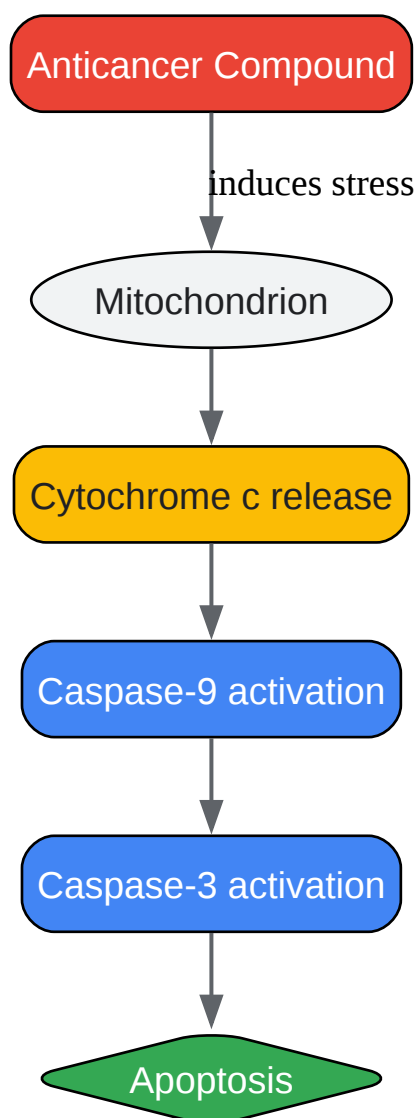 Anticancer Compound
induces stress
Mitochondrion
Cytochrome c release
Caspase-9 activation
Caspase-3 activation
Apoptosis